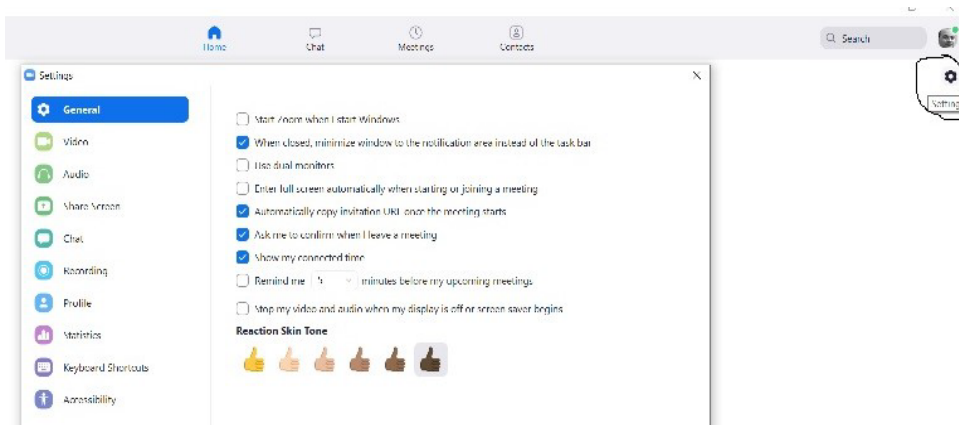 Home
Chat
Meetings
Contacts
Search
Settings
Setting
General
Video
Audio
Share Screen
Chat
Recording
Profile
Statistics
Keyboard Shortcuts
Accessibility
Start Zoom when I start Windows
When closed, minimize window to the notification area instead of the task bar
Use dual monitors
Enter full screen automatically when starting or joining a meeting
Automatically copy invitation URL once the meeting starts
Ask me to confirm when I leave a meeting
Show my connected time
Remind me 5 minutes before my upcoming meetings
Stop my video and audio when my display is off or screen saver begins
Reaction Skin Tone